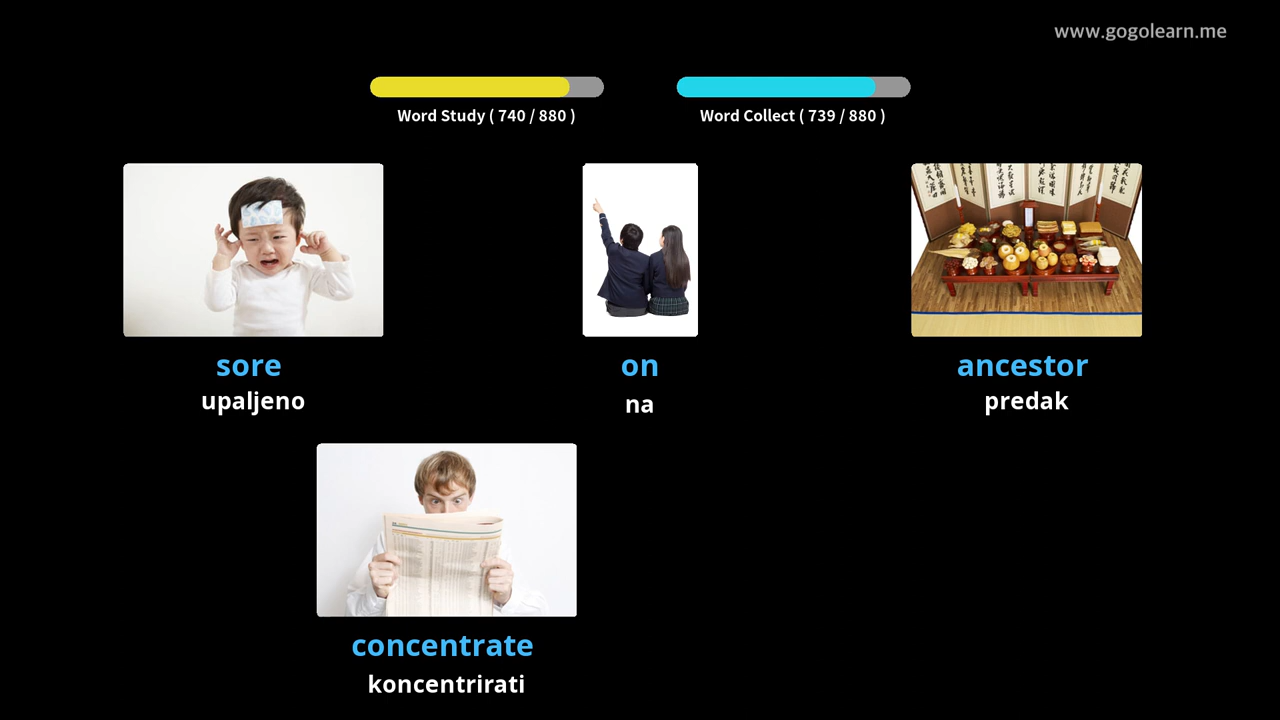 www.gogolearn.me
Word Study ( 740 / 880 )
Word Collect ( 739 / 880 )
sore
upaljeno
on
na
ancestor
predak
concentrate
koncentrirati